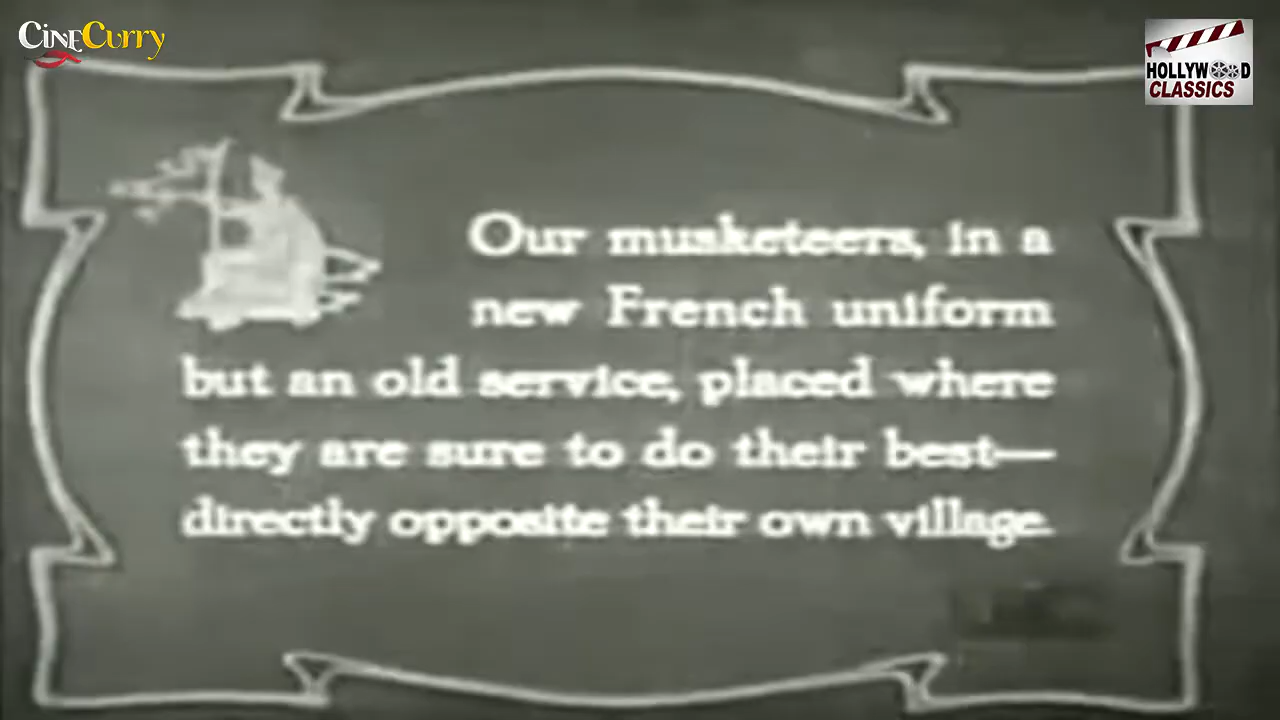 CINECURRY
HOLLYWOOD
CLASSICS
Our musketeers, in a
new French uniform
but an old service, placed where
they are sure to do their best—
directly opposite their own village.